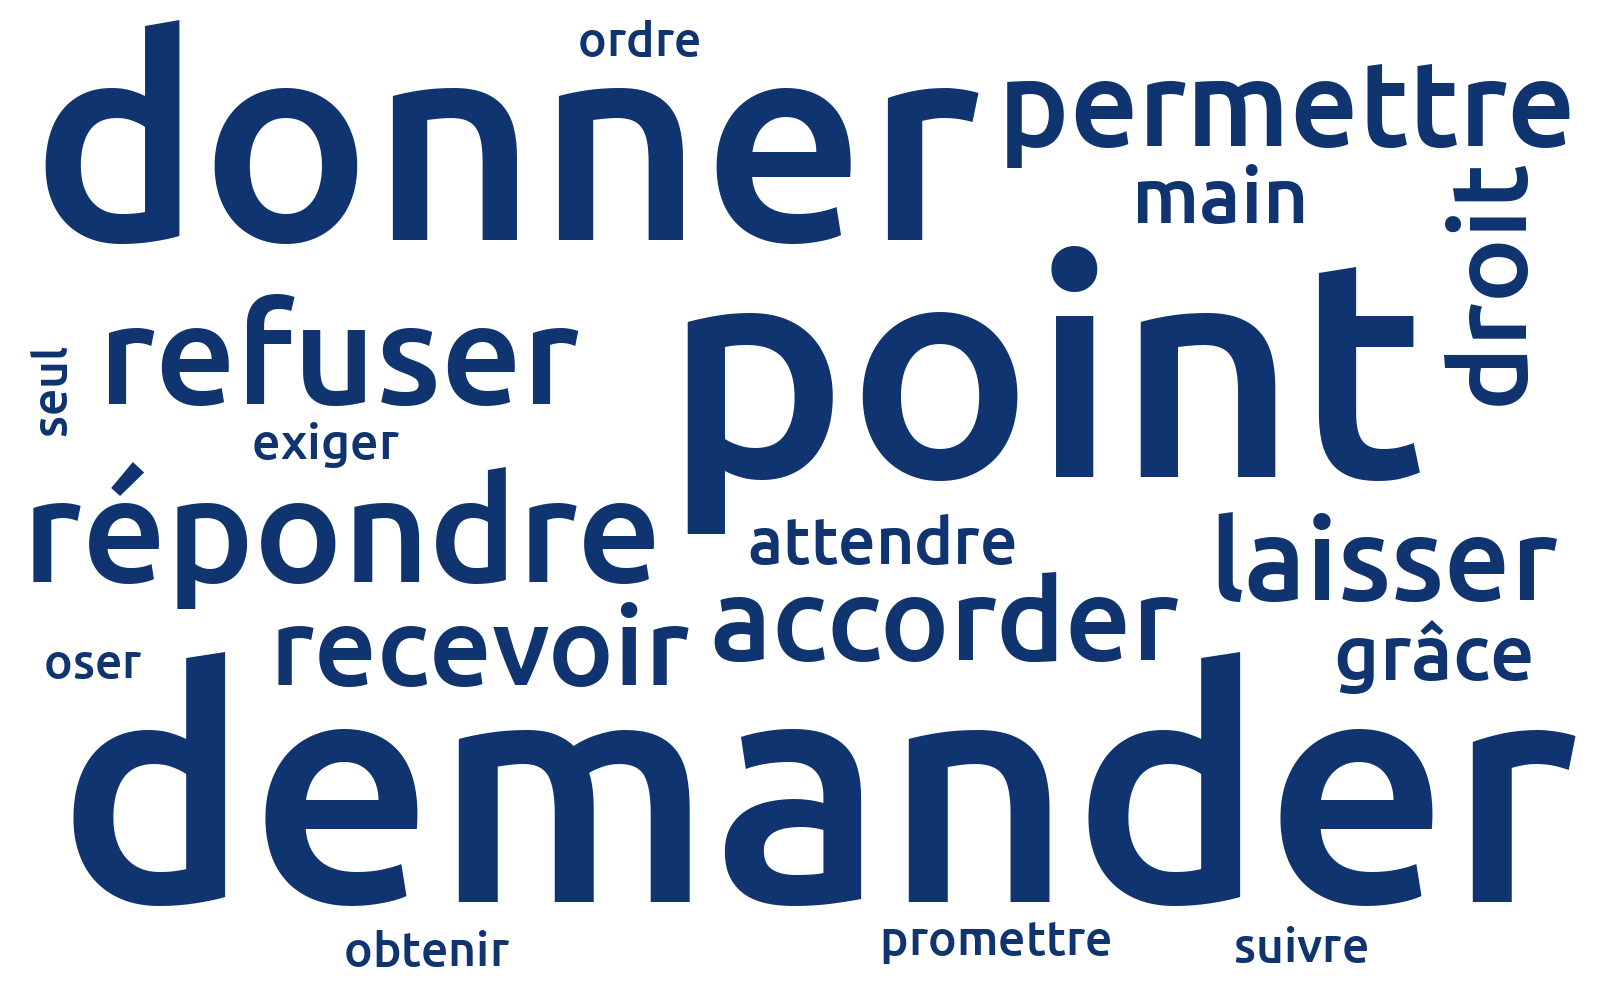 ordre
donner
permettre
main
droit
point
refuser
seul
exiger
répondre
attendre
laisser
accorder
recevoir
grâce
oser
demander
obtenir
promettre
suivre